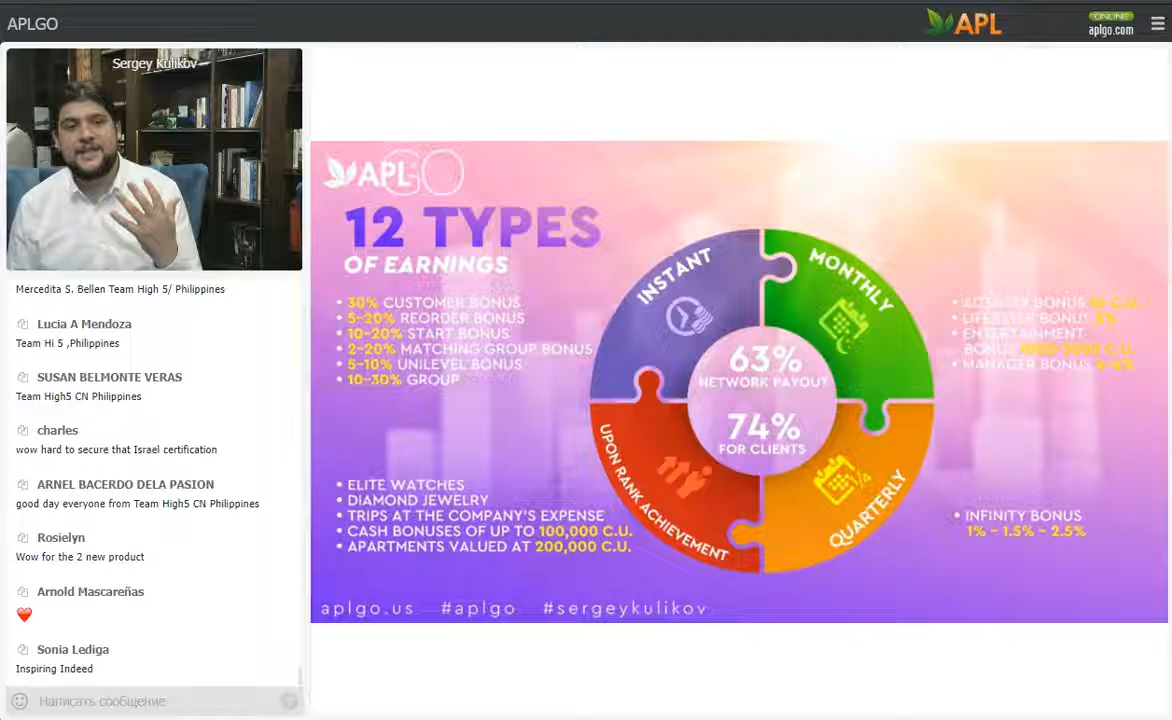 APLGO
APL
ONLINE
aplgo.com
Sergey Kulikov
Mercedita S. Bellen Team High 5/ Philippines
Lucia A Mendoza
Team Hi 5 ,Philippines
SUSAN BELMONTE VERAS
Team High5 CN Philippines
charles
wow hard to secure that Israel certification
ARNEL BACERDO DELA PASION
good day everyone from Team High5 CN Philippines
Rosielyn
Wow for the 2 new product
Arnold Mascareñas
❤️
Sonia Lediga
Inspiring Indeed
Написать сообщение
APLGO
12 TYPES
OF EARNINGS
• 30% CUSTOMER BONUS
• 5-20% REORDER BONUS
• 10-20% START BONUS
• 2-20% MATCHING GROUP BONUS
• 5-10% UNILEVEL BONUS
• 10-30% GROUP
INSTANT
MONTHLY
• ACTIVITY BONUS 10 C.U.
• LIFESTYLE BONUS 3%
• ENTERTAINMENT
BONUS 1000-3000 C.U.
• MANAGER BONUS
63%
NETWORK PAYOUT
74%
FOR CLIENTS
UPON RANK ACHIEVEMENT
QUARTERLY
• ELITE WATCHES
• DIAMOND JEWELRY
• TRIPS AT THE COMPANY'S EXPENSE
• CASH BONUSES OF UP TO 100,000 C.U.
• APARTMENTS VALUED AT 200,000 C.U.
• INFINITY BONUS
1% - 1.5% - 2.5%
aplgo.us #aplgo #sergeykulikov